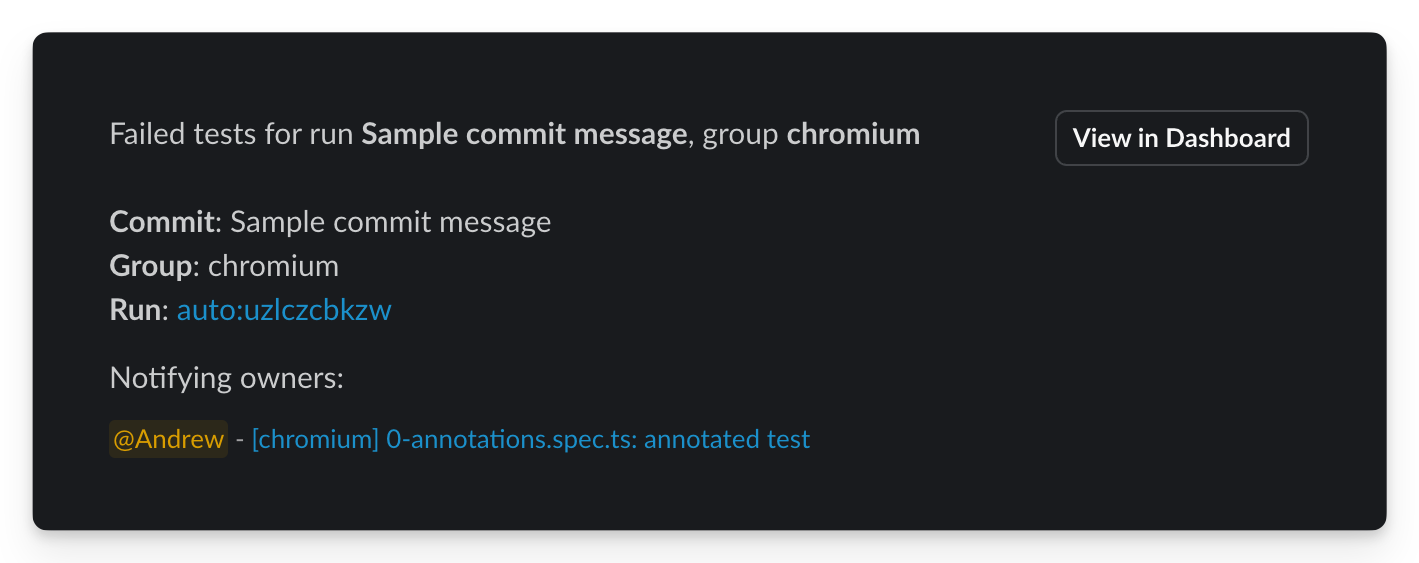 Failed tests for run Sample commit message, group chromium
View in Dashboard
Commit: Sample commit message
Group: chromium
Run: auto:uzlczcbkzw
Notifying owners:
@Andrew - [chromium] 0-annotations.spec.ts: annotated test